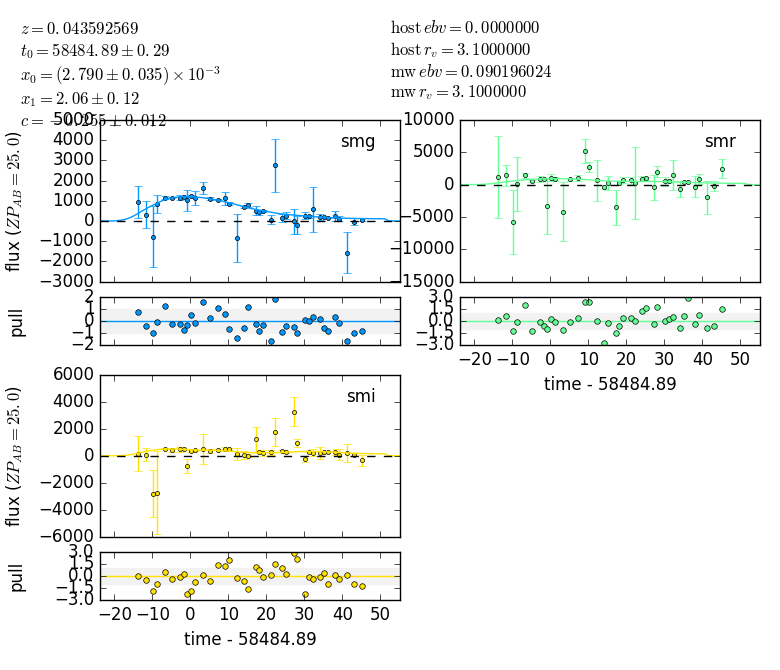 z = 0.043592569
t0 = 58484.89 ± 0.29
x0 = (2.790 ± 0.035) × 10^−3
x1 = 2.06 ± 0.12
c = −0.255 ± 0.012
host ebv = 0.0000000
host r_v = 3.1000000
mw ebv = 0.090196024
mw r_v = 3.1000000
smg
5000
4000
3000
2000
1000
0
−1000
−2000
−3000
flux (ZP_AB = 25.0)
2
1
0
−1
−2
pull
smr
10000
5000
0
−5000
−10000
−15000
3.0
1.5
0.0
−1.5
−3.0
−20 −10 0 10 20 30 40 50
time - 58484.89
smi
6000
4000
2000
0
−2000
−4000
−6000
flux (ZP_AB = 25.0)
3.0
1.5
0.0
−1.5
−3.0
pull
−20 −10 0 10 20 30 40 50
time - 58484.89